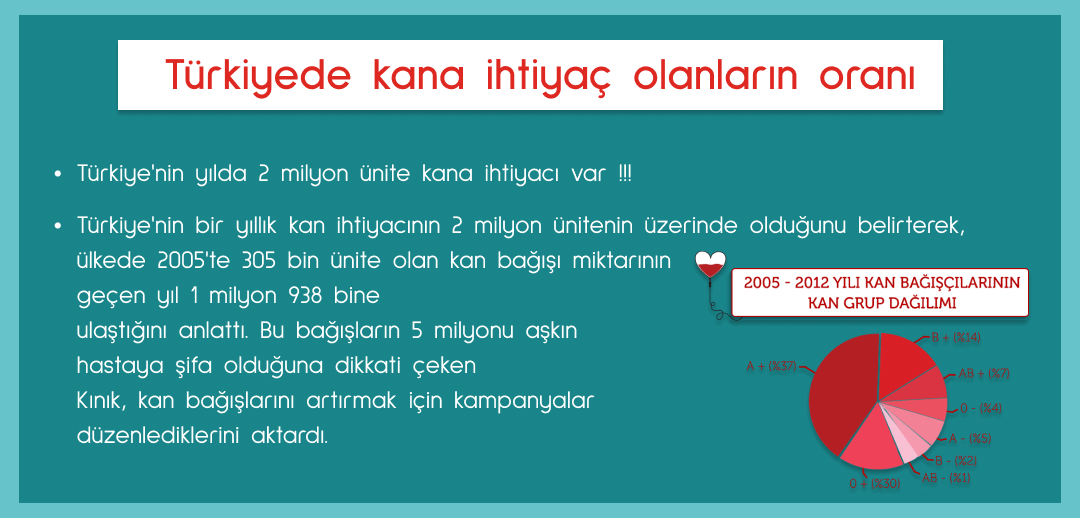 Türkiyede kana ihtiyaç olanların oranı
• Türkiye'nin yılda 2 milyon ünite kana ihtiyacı var !!!
• Türkiye'nin bir yıllık kan ihtiyacının 2 milyon ünitenin üzerinde olduğunu belirterek,
ülkede 2005'te 305 bin ünite olan kan bağışı miktarının
geçen yıl 1 milyon 938 bine
ulaştığını anlattı. Bu bağışların 5 milyonu aşkın
hastaya şifa olduğuna dikkati çeken
Kınık, kan bağışlarını artırmak için kampanyalar
düzenlediklerini aktardı.
2005 - 2012 YILI KAN BAĞIŞÇILARININ
KAN GRUP DAĞILIMI
B + (%14)
A + (%37)
AB + (%7)
0 - (%4)
A - (%5)
B - (%2)
AB - (%1)
0 + (%30)